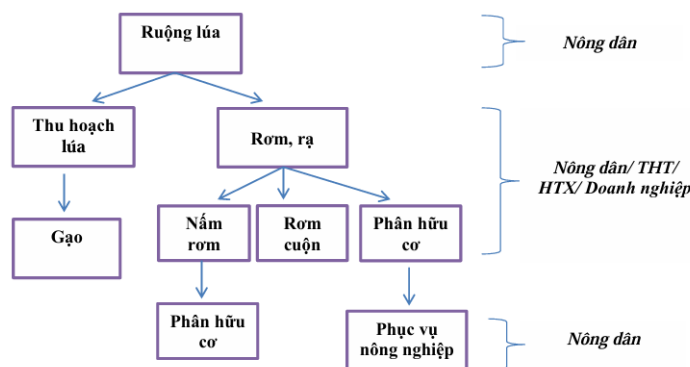 Ruộng lúa
Nông dân
Thu hoạch
lúa
Rơm, rạ
Nông dân/ THT/
HTX/ Doanh nghiệp
Gạo
Nấm
rơm
Rơm
cuộn
Phân hữu
cơ
Phân hữu
cơ
Phục vụ
nông nghiệp
Nông dân